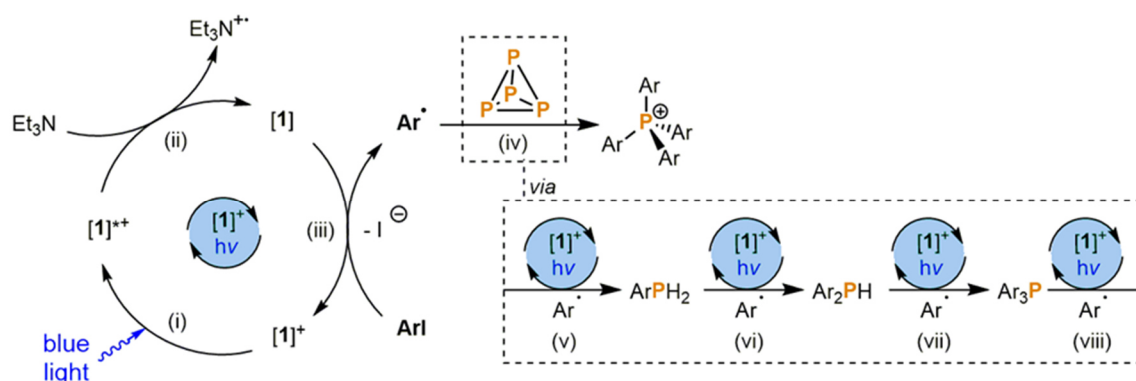 Et₃N⁺•
Et₃N
(ii)
[1]
Ar•
P
P P P
(iv)
Ar
P ⊕
Ar Ar
Ar
via
[1]*⁺
[1]⁺
hν
(iii)
- I ⊖
(i)
[1]⁺
ArI
blue
light
[1]⁺ [1]⁺ [1]⁺ [1]⁺
hν hν hν hν
ArPH₂ Ar₂PH Ar₃P
Ar• Ar• Ar• Ar•
(v) (vi) (vii) (viii)